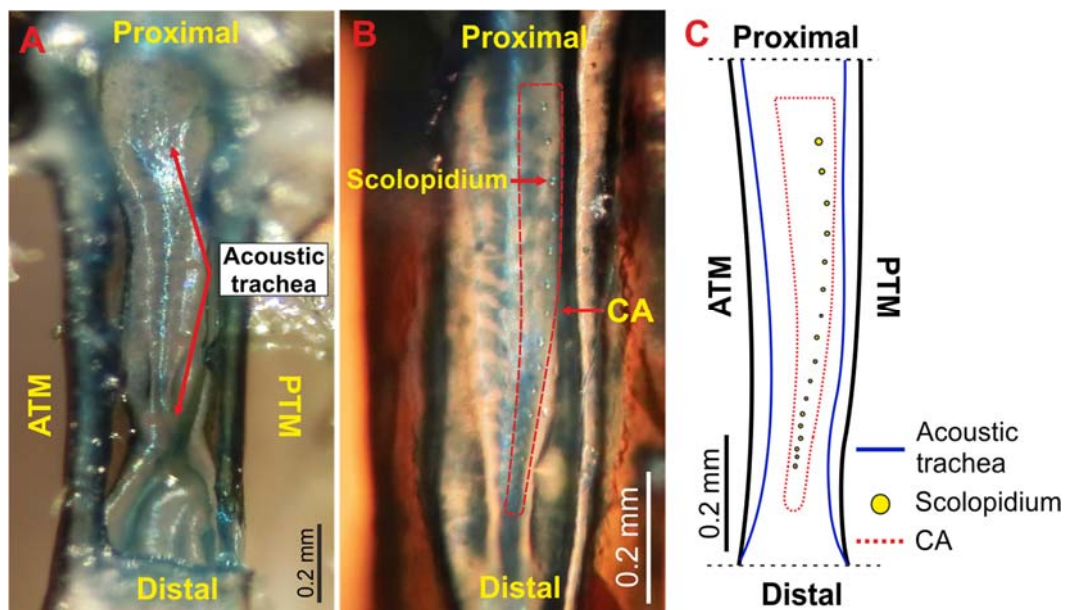 A
Proximal
Acoustic
trachea
ATM
PTM
0.2 mm
Distal
B
Proximal
Scolopidium
CA
0.2 mm
Distal
C
Proximal
ATM
PTM
0.2 mm
Acoustic
trachea
Scolopidium
CA
Distal